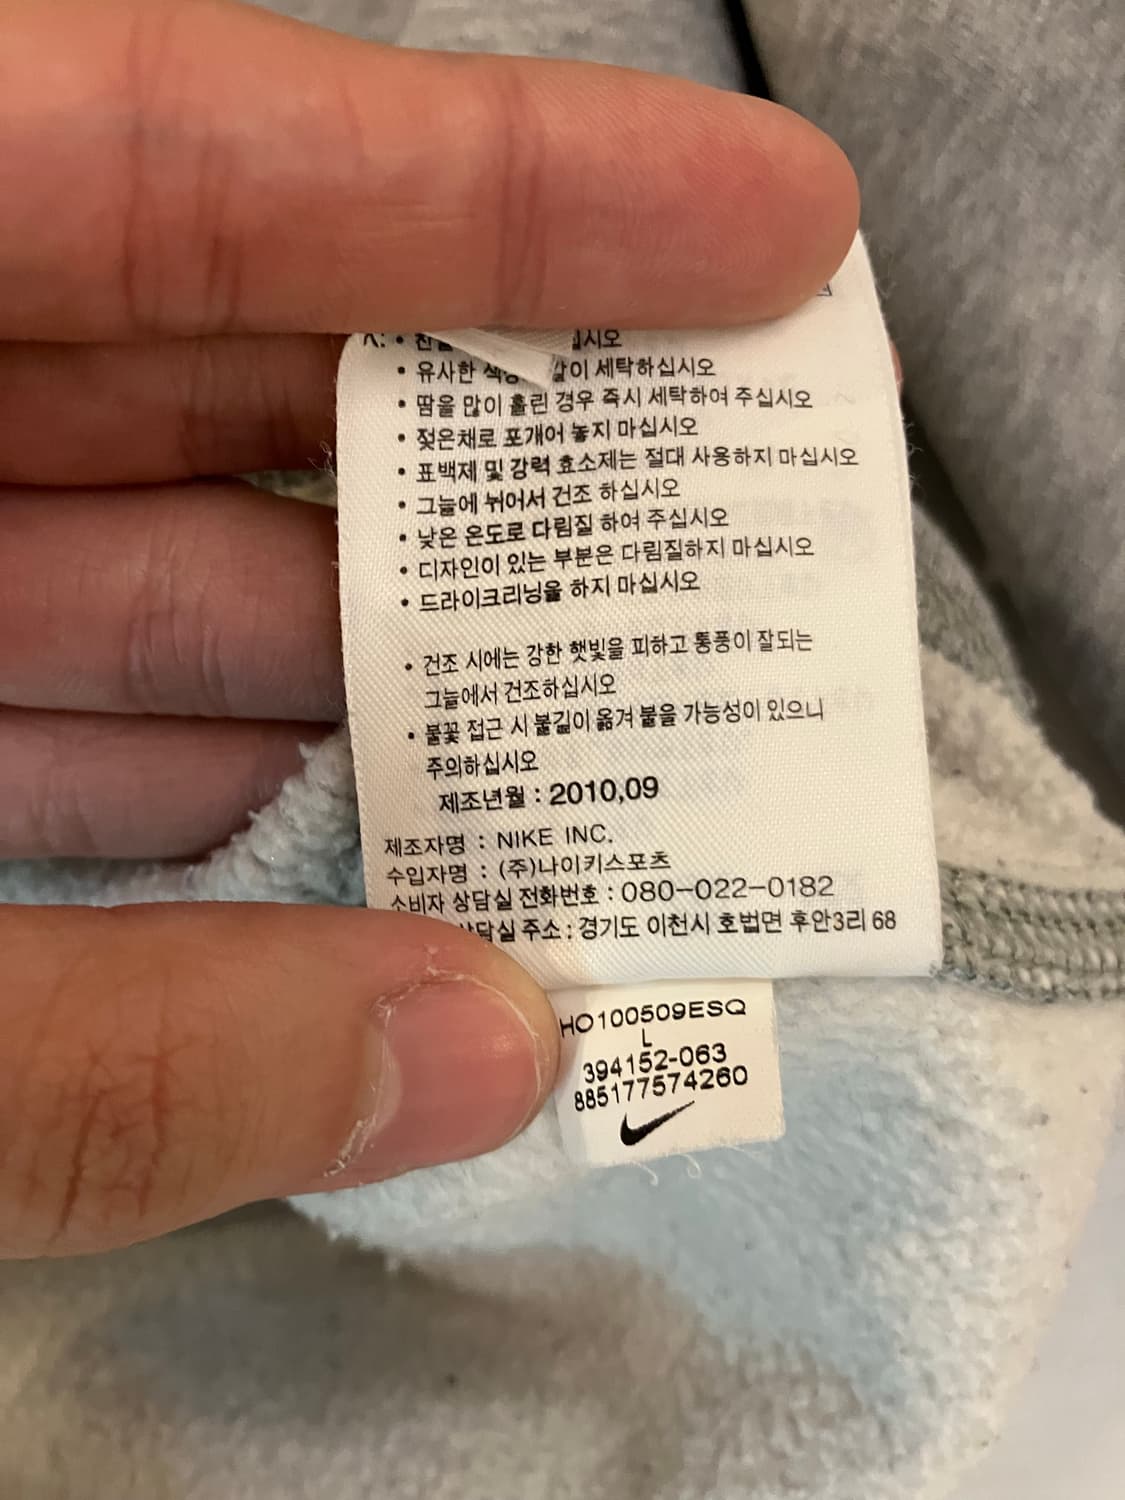 십시오
• 유사한 같이 세탁하십시오
• 땀을 많이 흘린 경우 즉시 세탁하여 주십시오
• 젖은채로 포개어 놓지 마십시오
• 표백제 및 강력 효소제는 절대 사용하지 마십시오
• 그늘에 뉘어서 건조 하십시오
• 낮은 온도로 다림질 하여 주십시오
• 디자인이 있는 부분은 다림질하지 마십시오
• 드라이크리닝을 하지 마십시오
• 건조 시에는 강한 햇빛을 피하고 통풍이 잘되는
그늘에서 건조하십시오
• 불꽃 접근 시 불길이 옮겨 붙을 가능성이 있으니
주의하십시오
제조년월 : 2010,09
제조자명 : NIKE INC.
수입자명 : (주)나이키스포츠
소비자 상담실 전화번호 : 080-022-0182
상담실 주소 : 경기도 이천시 호법면 후안3리 68
HO100509ESQ
L
394152-063
885177574260